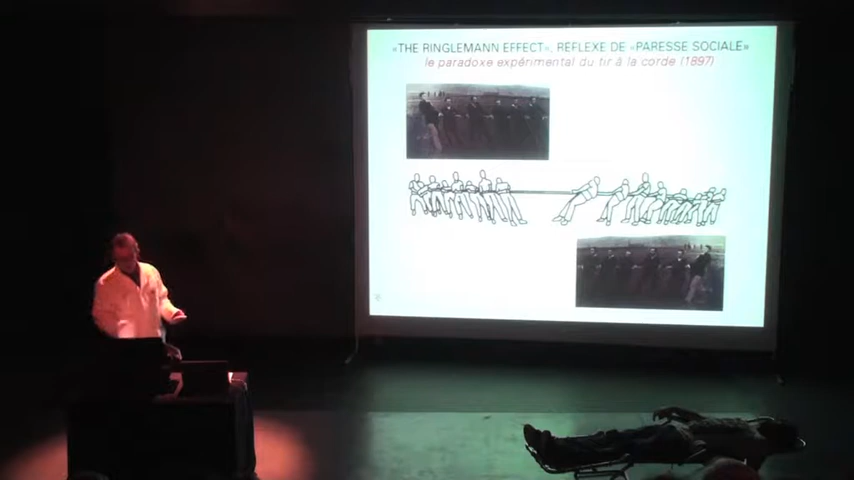 «THE RINGLEMANN EFFECT», REFLEXE DE «PARESSE SOCIALE»
le paradoxe expérimental du tir à la corde (1897)